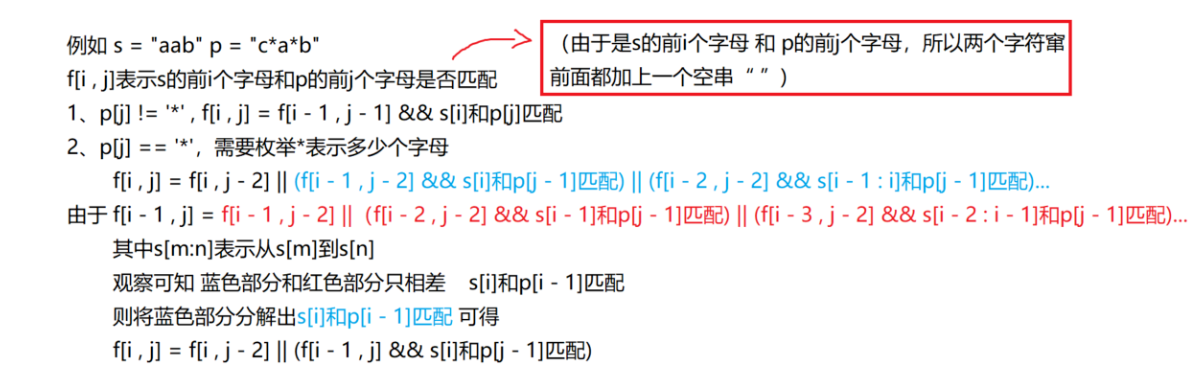 例如 s = "aab" p = "c*a*b"
（由于是s的前i个字母 和 p的前j个字母，所以两个字符窜
前面都加上一个空串“ ”）
f[i , j]表示s的前i个字母和p的前j个字母是否匹配
1、p[j] != '*' , f[i , j] = f[i - 1 , j - 1] && s[i]和p[j]匹配
2、p[j] == '*'，需要枚举*表示多少个字母
f[i , j] = f[i , j - 2] || (f[i - 1 , j - 2] && s[i]和p[j - 1]匹配) || (f[i - 2 , j - 2] && s[i - 1 : i]和p[j - 1]匹配)...
由于 f[i - 1 , j] = f[i - 1 , j - 2] || (f[i - 2 , j - 2] && s[i - 1]和p[j - 1]匹配) || (f[i - 3 , j - 2] && s[i - 2 : i - 1]和p[j - 1]匹配)...
其中s[m:n]表示从s[m]到s[n]
观察可知 蓝色部分和红色部分只相差 s[i]和p[i - 1]匹配
则将蓝色部分分解出s[i]和p[i - 1]匹配 可得
f[i , j] = f[i , j - 2] || (f[i - 1 , j] && s[i]和p[j - 1]匹配)